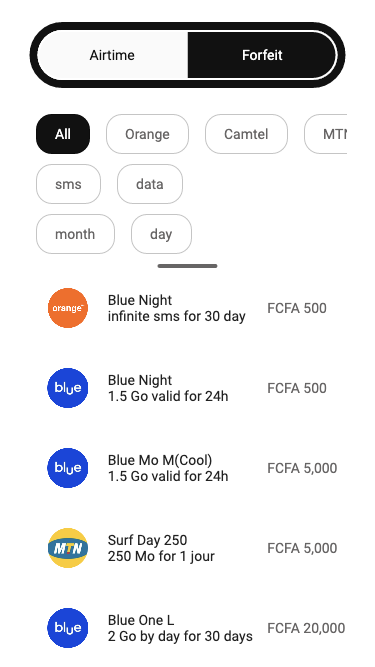 Airtime
Forfeit
All
Orange
Camtel
MTN
sms
data
month
day
orange
Blue Night
infinite sms for 30 day
FCFA 500
blue
Blue Night
1.5 Go valid for 24h
FCFA 500
blue
Blue Mo M(Cool)
1.5 Go valid for 24h
FCFA 5,000
MTN
Surf Day 250
250 Mo for 1 jour
FCFA 5,000
blue
Blue One L
2 Go by day for 30 days
FCFA 20,000